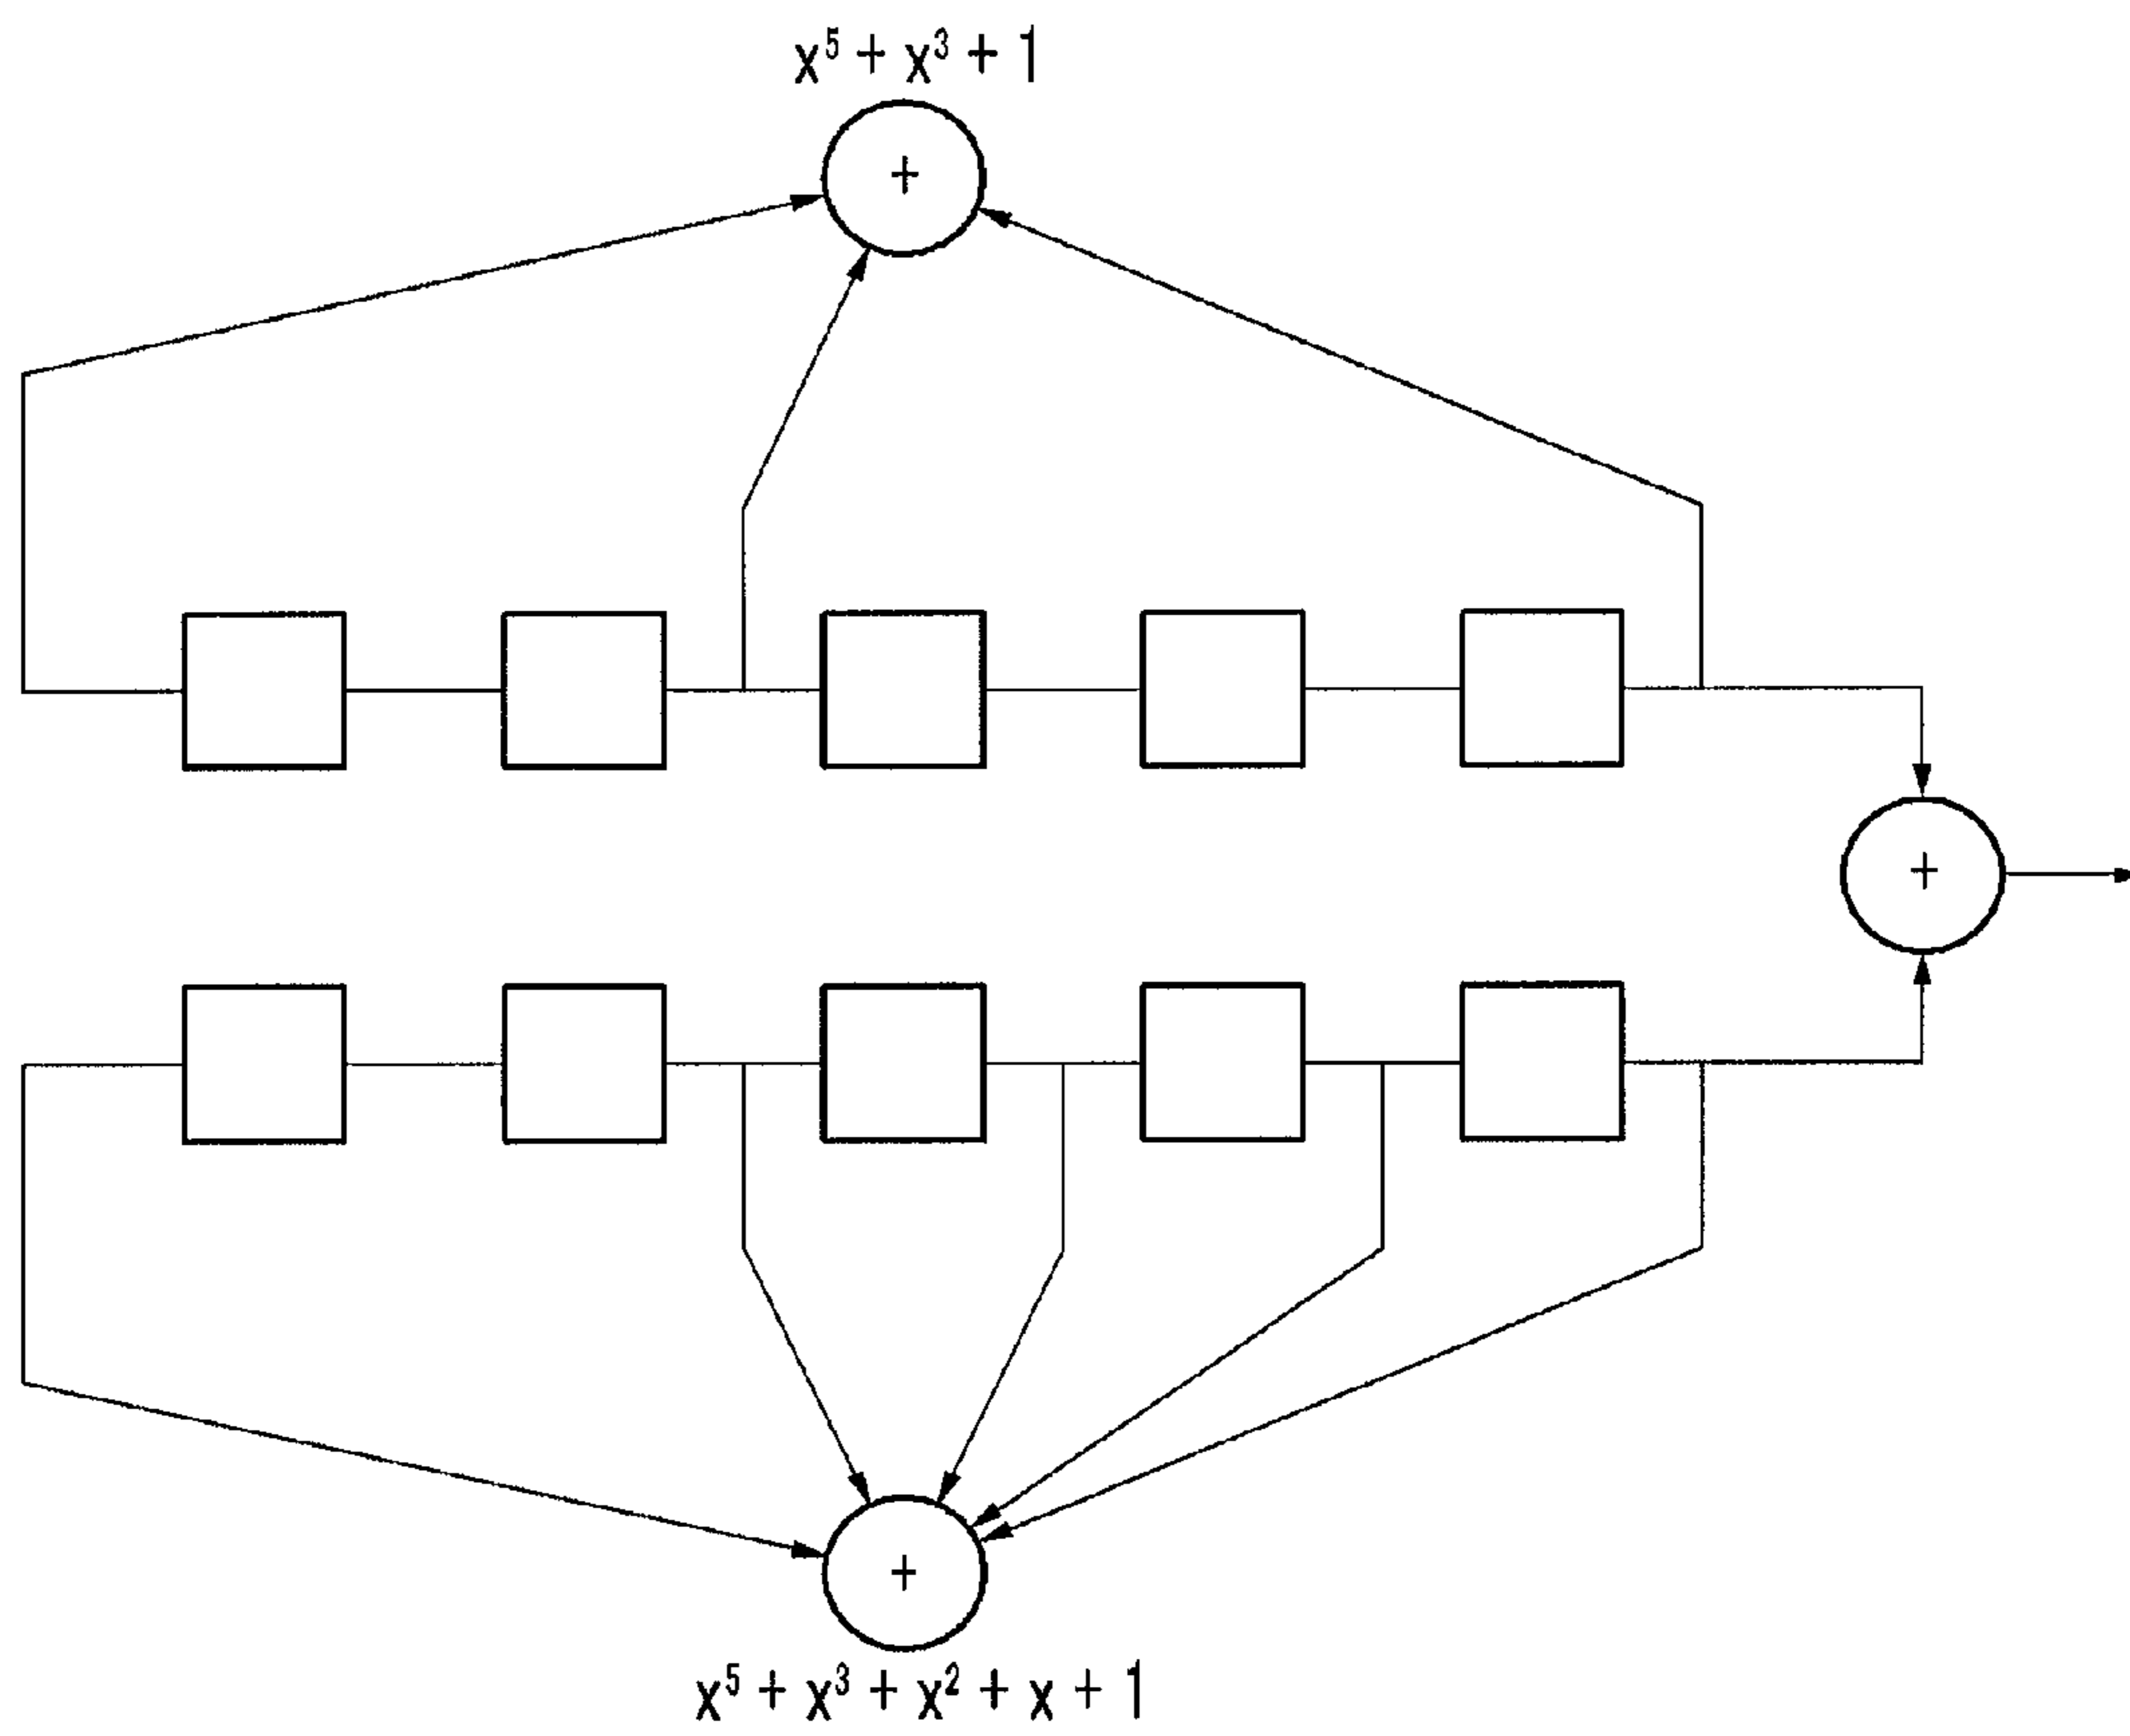 x⁵ + x³ + 1
+
+
+
x⁵ + x³ + x² + x + 1